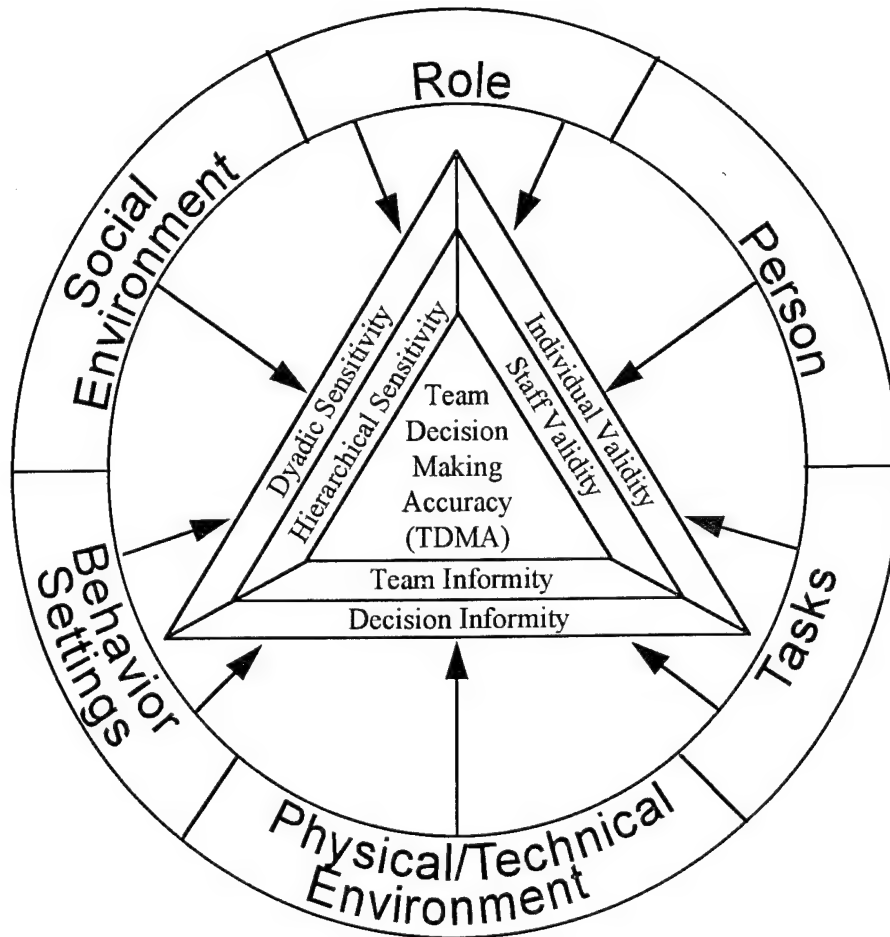 Role
Social
Environment
Person
Dyadic Sensitivity
Hierarchical Sensitivity
Individual Validity
Staff Validity
Team
Decision
Making
Accuracy
(TDMA)
Team Informity
Decision Informity
Behavior
Settings
Tasks
Physical/Technical
Environment